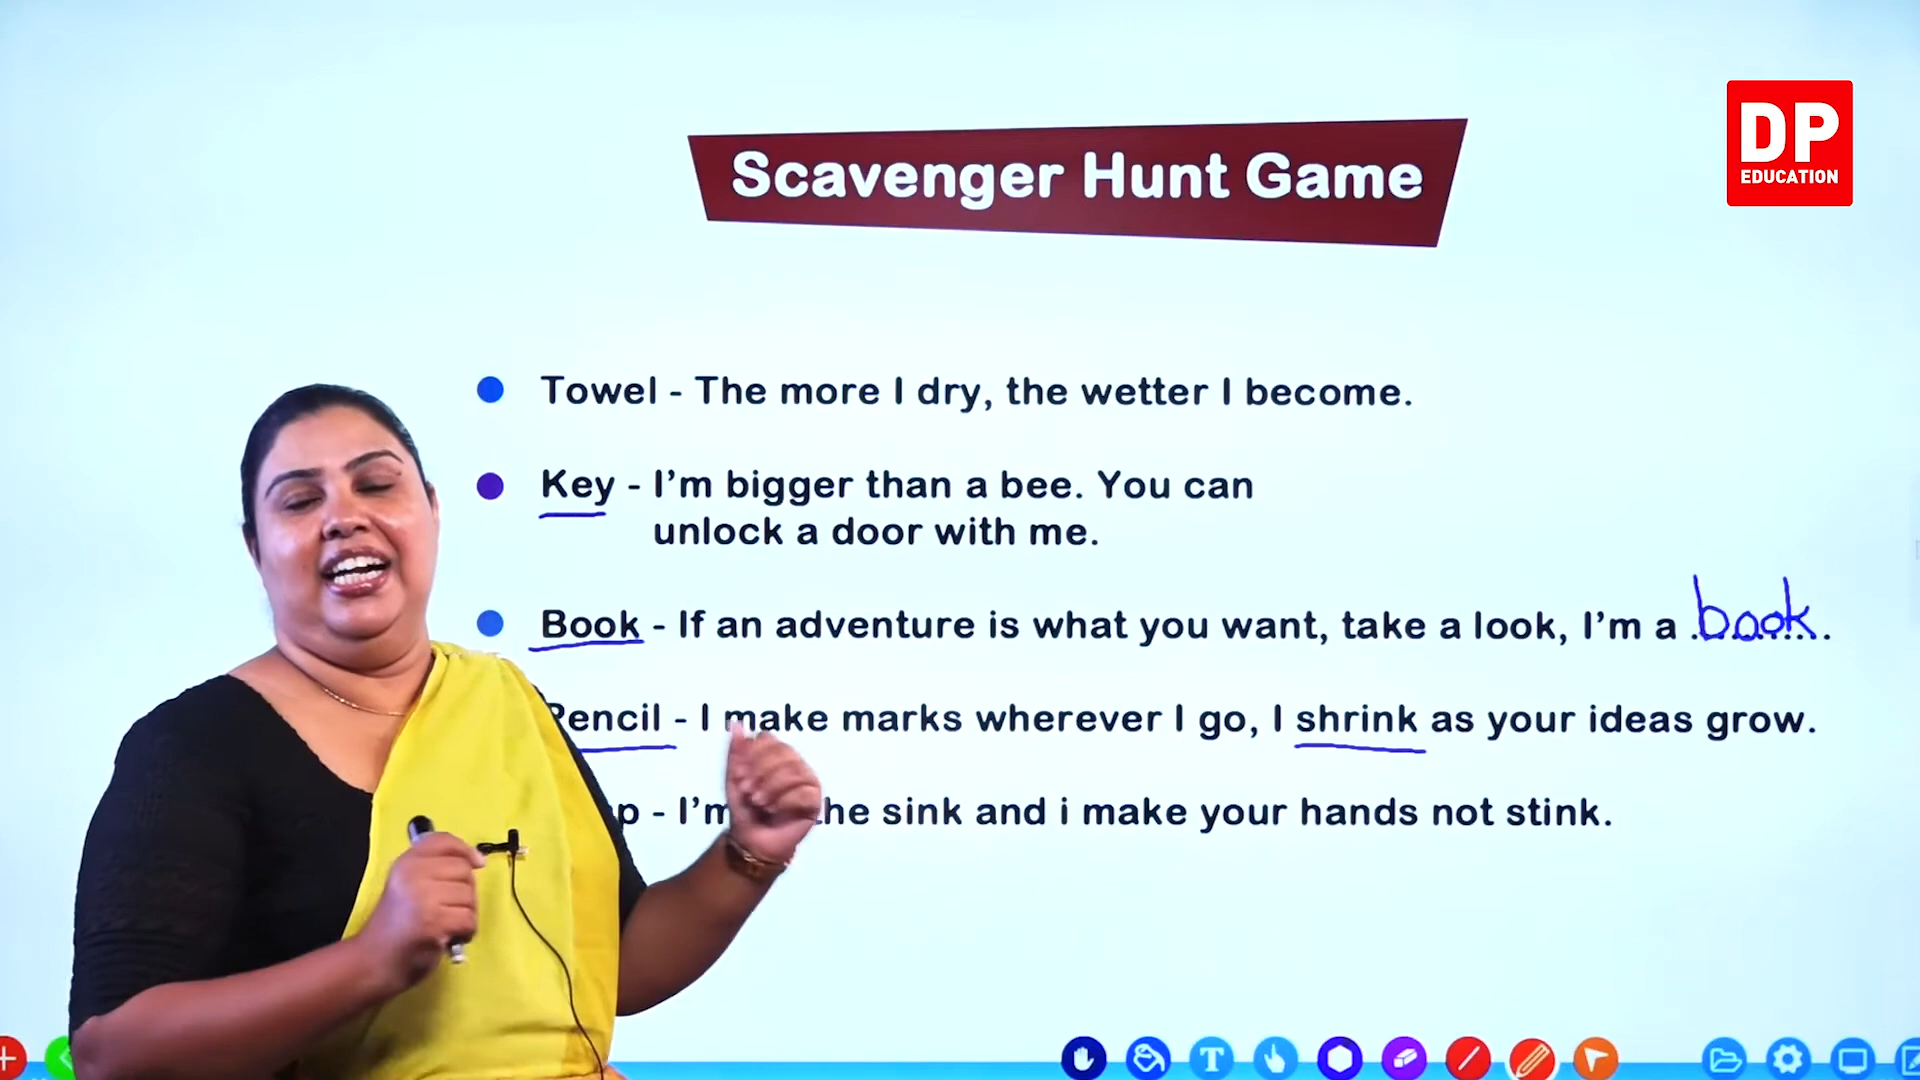 DP
EDUCATION
Scavenger Hunt Game
Towel - The more I dry, the wetter I become.
Key - I'm bigger than a bee. You can
unlock a door with me.
Book - If an adventure is what you want, take a look, I'm a book.
Pencil - I make marks wherever I go, I shrink as your ideas grow.
- I'm the sink and i make your hands not stink.